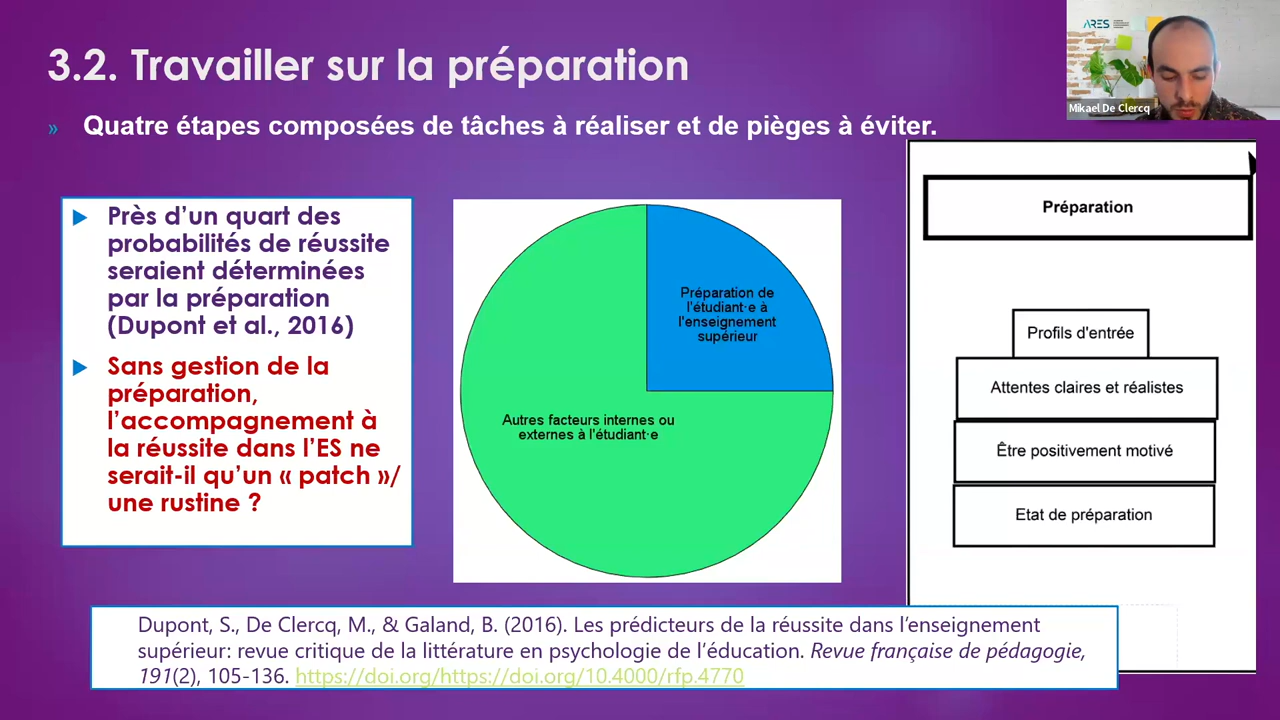 3.2. Travailler sur la préparation
» Quatre étapes composées de tâches à réaliser et de pièges à éviter.
ARES
Mikael De Clercq
Près d'un quart des
probabilités de réussite
seraient déterminées
par la préparation
(Dupont et al., 2016)
Sans gestion de la
préparation,
l'accompagnement à
la réussite dans l'ES ne
serait-il qu'un « patch »/
une rustine ?
Préparation de
l'étudiant·e à
l'enseignement
supérieur
Autres facteurs internes ou
externes à l'étudiant·e
Préparation
Profils d'entrée
Attentes claires et réalistes
Être positivement motivé
Etat de préparation
Dupont, S., De Clercq, M., & Galand, B. (2016). Les prédicteurs de la réussite dans l'enseignement
supérieur: revue critique de la littérature en psychologie de l'éducation. Revue française de pédagogie,
191(2), 105-136. https://doi.org/https://doi.org/10.4000/rfp.4770